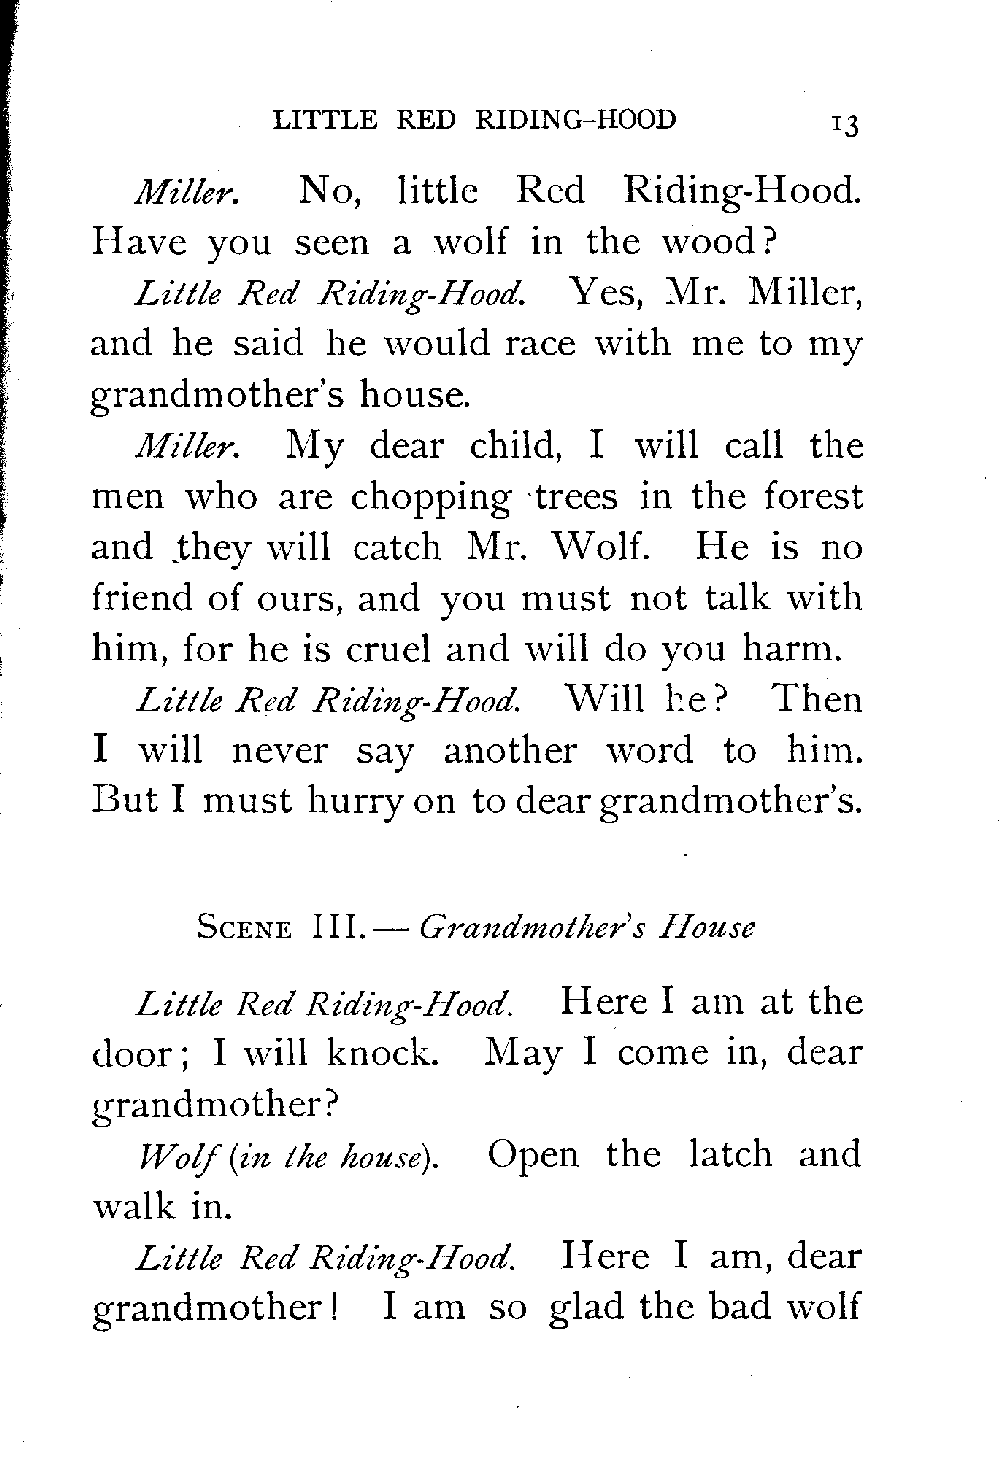 LITTLE RED RIDING-HOOD 13
Miller. No, little Red Riding-Hood.
Have you seen a wolf in the wood?
Little Red Riding-Hood. Yes, Mr. Miller,
and he said he would race with me to my
grandmother's house.
Miller. My dear child, I will call the
men who are chopping trees in the forest
and they will catch Mr. Wolf. He is no
friend of ours, and you must not talk with
him, for he is cruel and will do you harm.
Little Red Riding-Hood. Will he? Then
I will never say another word to him.
But I must hurry on to dear grandmother's.
SCENE III.— Grandmother's House
Little Red Riding-Hood. Here I am at the
door; I will knock. May I come in, dear
grandmother?
Wolf (in the house). Open the latch and
walk in.
Little Red Riding-Hood. Here I am, dear
grandmother! I am so glad the bad wolf